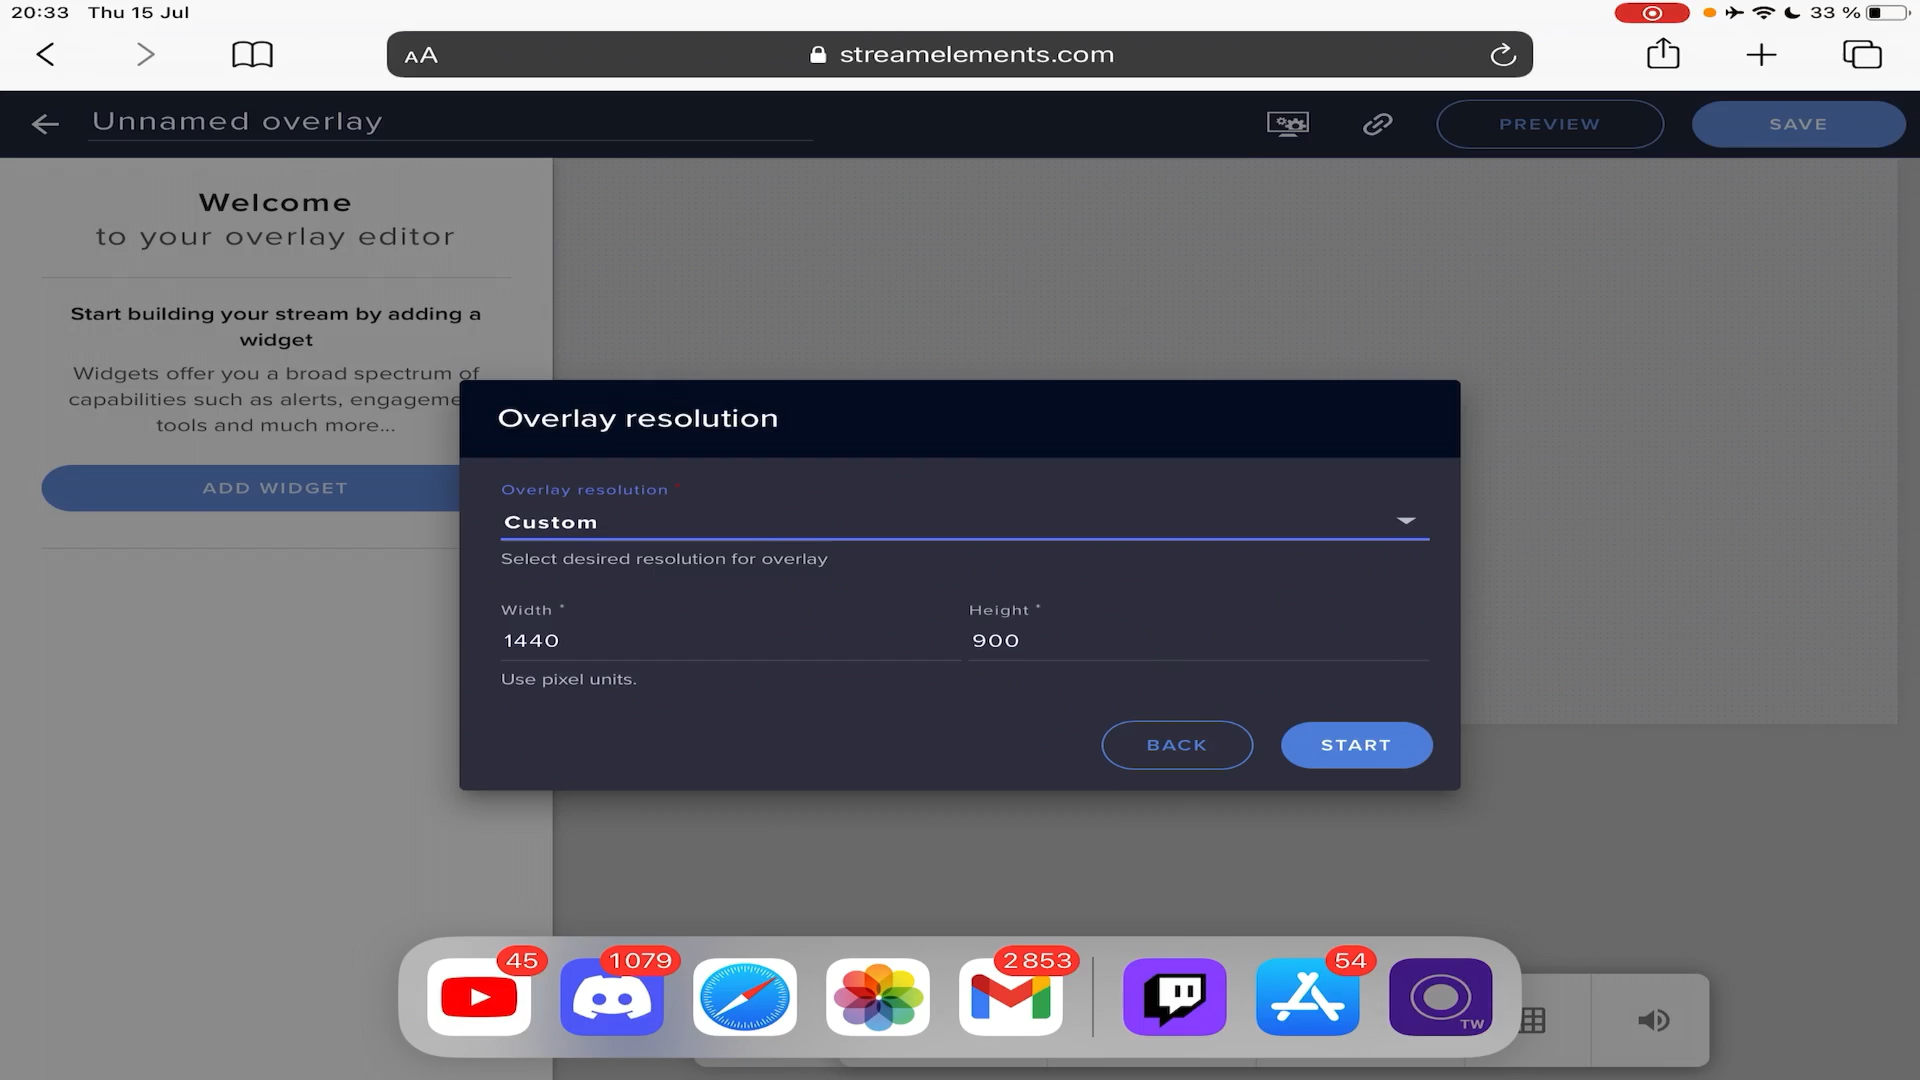 20:33 Thu 15 Jul
33 %
AA
streamelements.com
Unnamed overlay
PREVIEW
SAVE
Welcome
to your overlay editor
Start building your stream by adding a
widget
Widgets offer you a broad spectrum of
capabilities such as alerts, engageme
tools and much more...
ADD WIDGET
Overlay resolution
Overlay resolution *
Custom
Select desired resolution for overlay
Width * Height *
1440 900
Use pixel units.
BACK
START
45
1079
2 853
54
TW